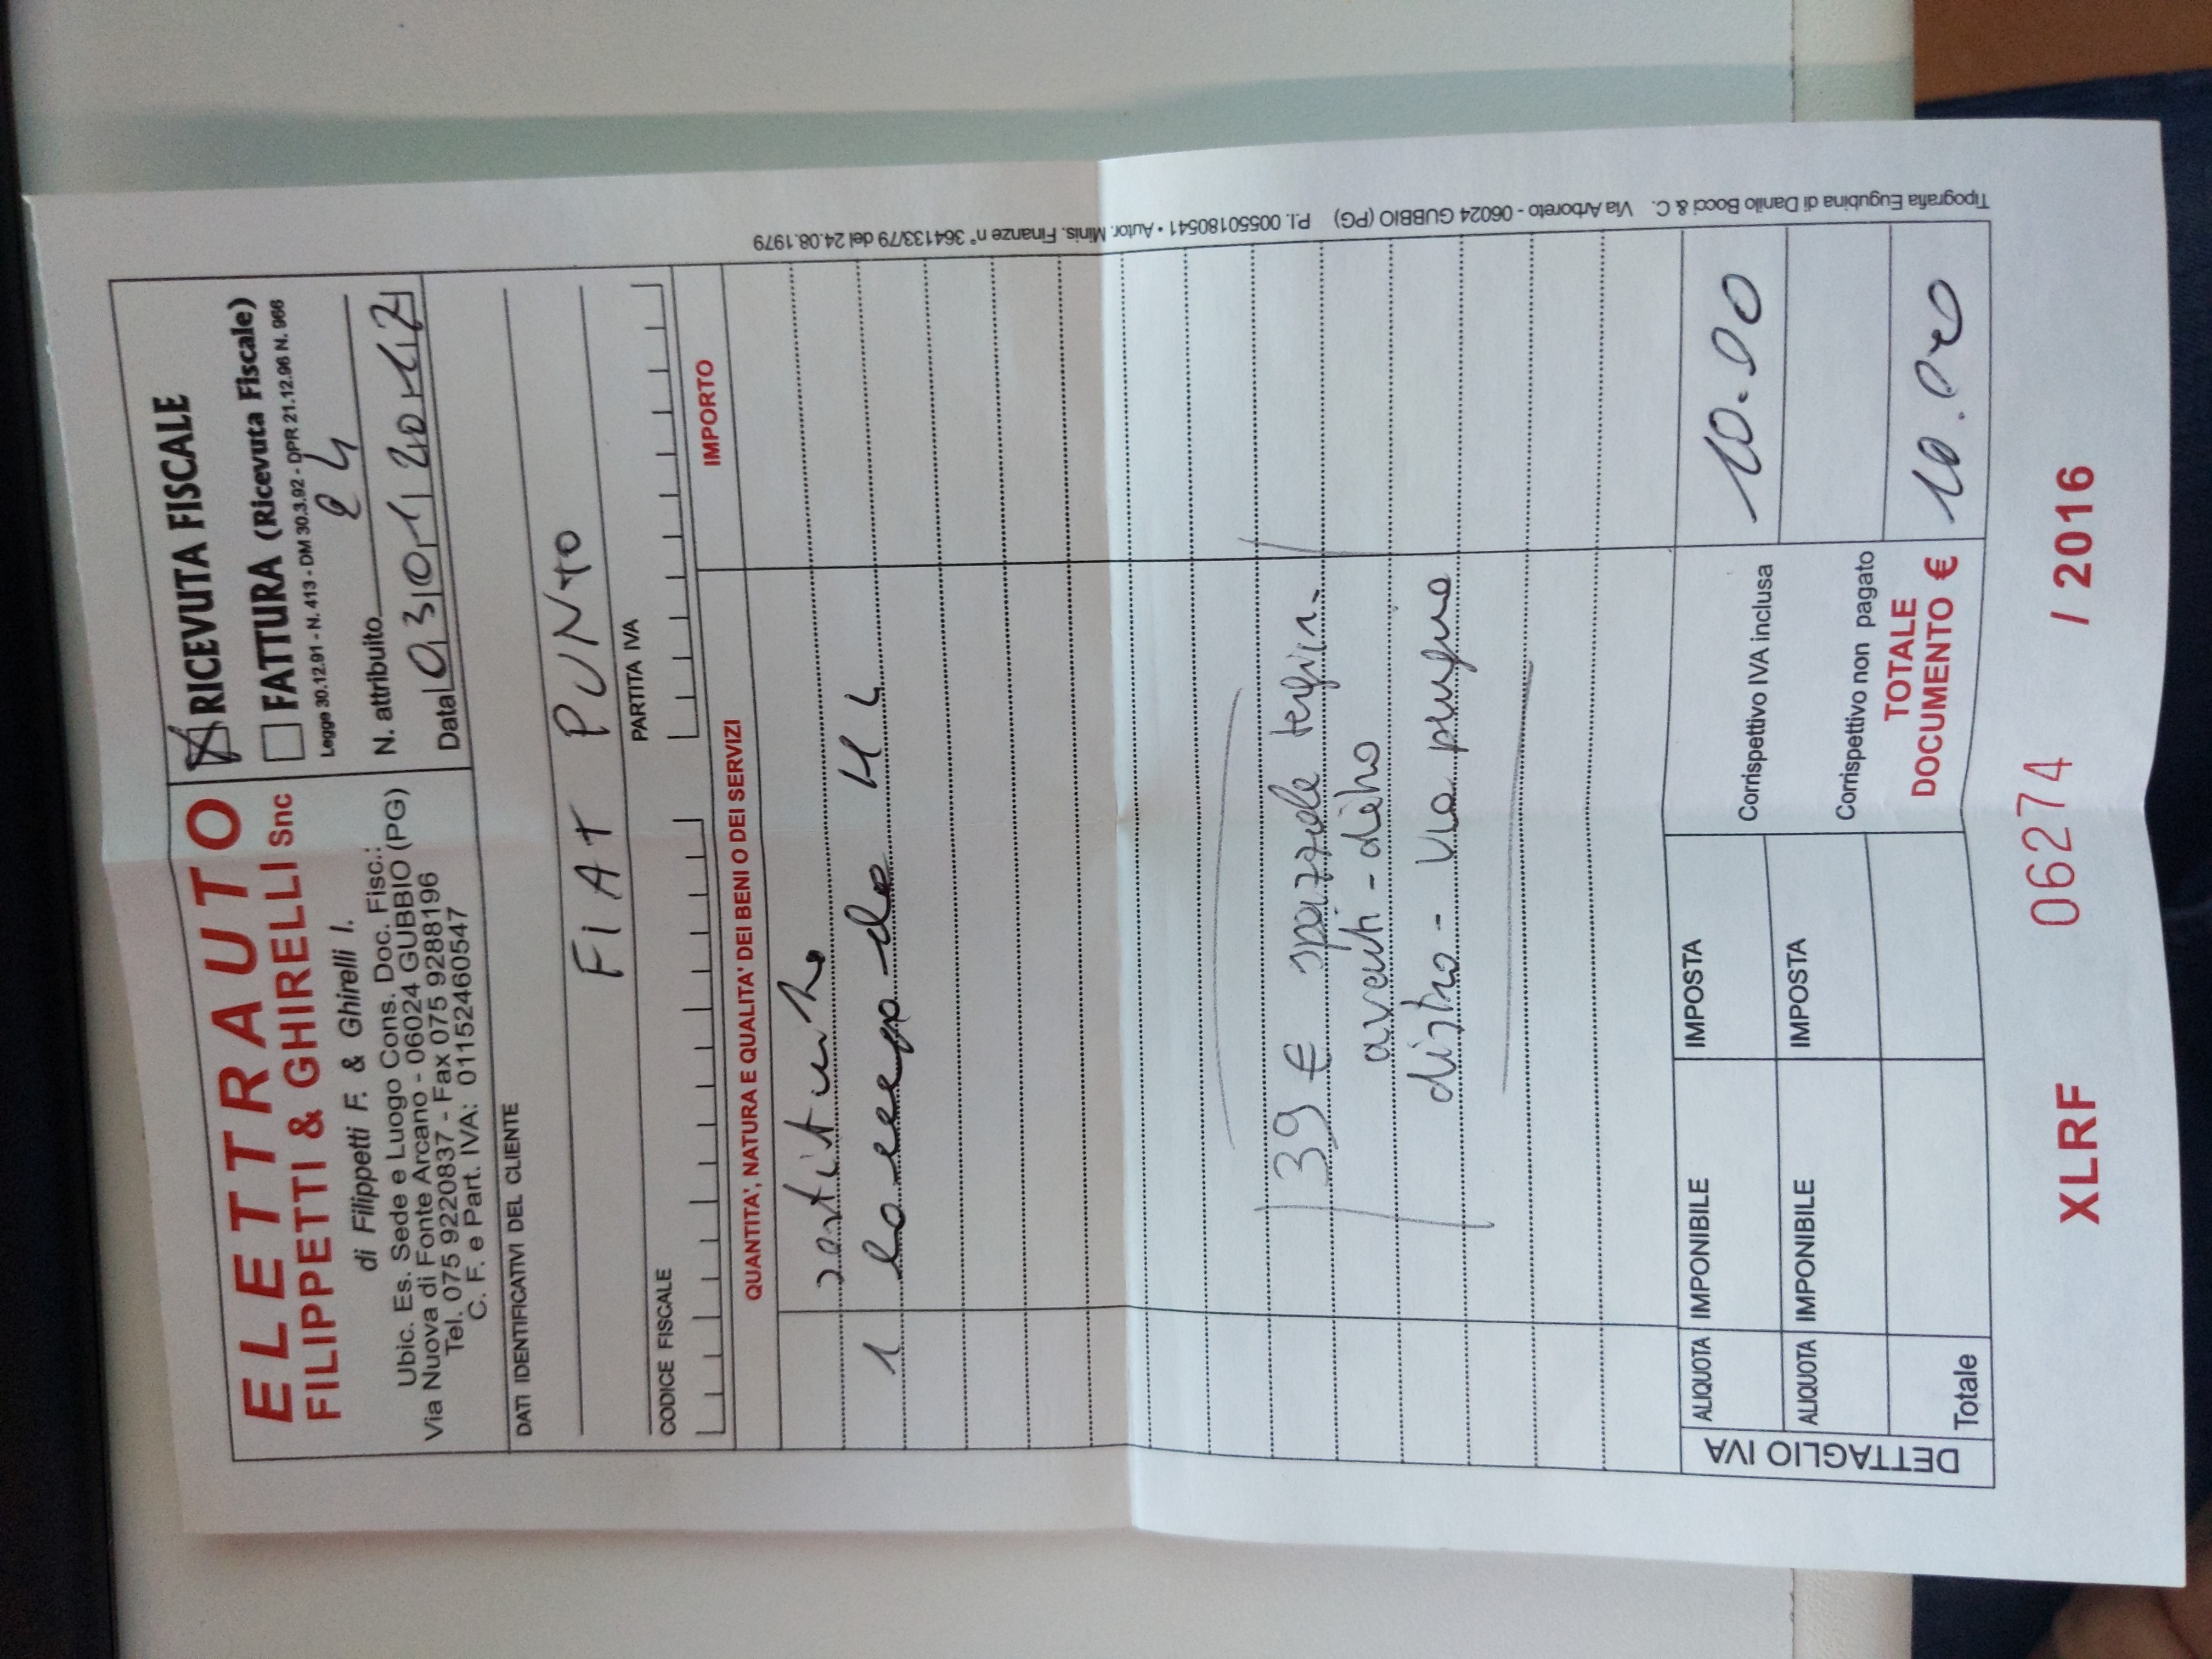 ELETTRAUTO
FILIPPETTI & GHIRELLI Snc
di Filippetti F. & Ghirelli I.
Ubic. Es. Sede e Luogo Cons. Doc. Fisc.:
Via Nuova di Fonte Arcano - 06024 GUBBIO (PG)
Tel. 075 9220837 - Fax 075 9288196
C. F. e Part. IVA: 01152460547
RICEVUTA FISCALE
FATTURA (Ricevuta Fiscale)
Legge 30.12.91 - N. 413 - DM 30.3.92 - DPR 21.12.96 N. 966
N. attribuito 24
Data 03 01 2017
DATI IDENTIFICATIVI DEL CLIENTE
FIAT PUNTO
CODICE FISCALE
PARTITA IVA
QUANTITA', NATURA E QUALITA' DEI BENI O DEI SERVIZI
IMPORTO
1 lampada H4
39 € spazzole tergicr.
avanti - dietro
distro - Via perugia
DETTAGLIO IVA
ALIQUOTA IMPONIBILE IMPOSTA
ALIQUOTA IMPONIBILE IMPOSTA
Totale
Corrispettivo IVA inclusa 10.00
Corrispettivo non pagato
TOTALE
DOCUMENTO € 10.00
XLRF 06274 / 2016
Tipografia Eugubina di Danilo Bocci & C. Via Arboreto - 06024 GUBBIO (PG) P.I. 00550180541 • Autor. Minis. Finanze n° 364133/79 del 24.08.1979